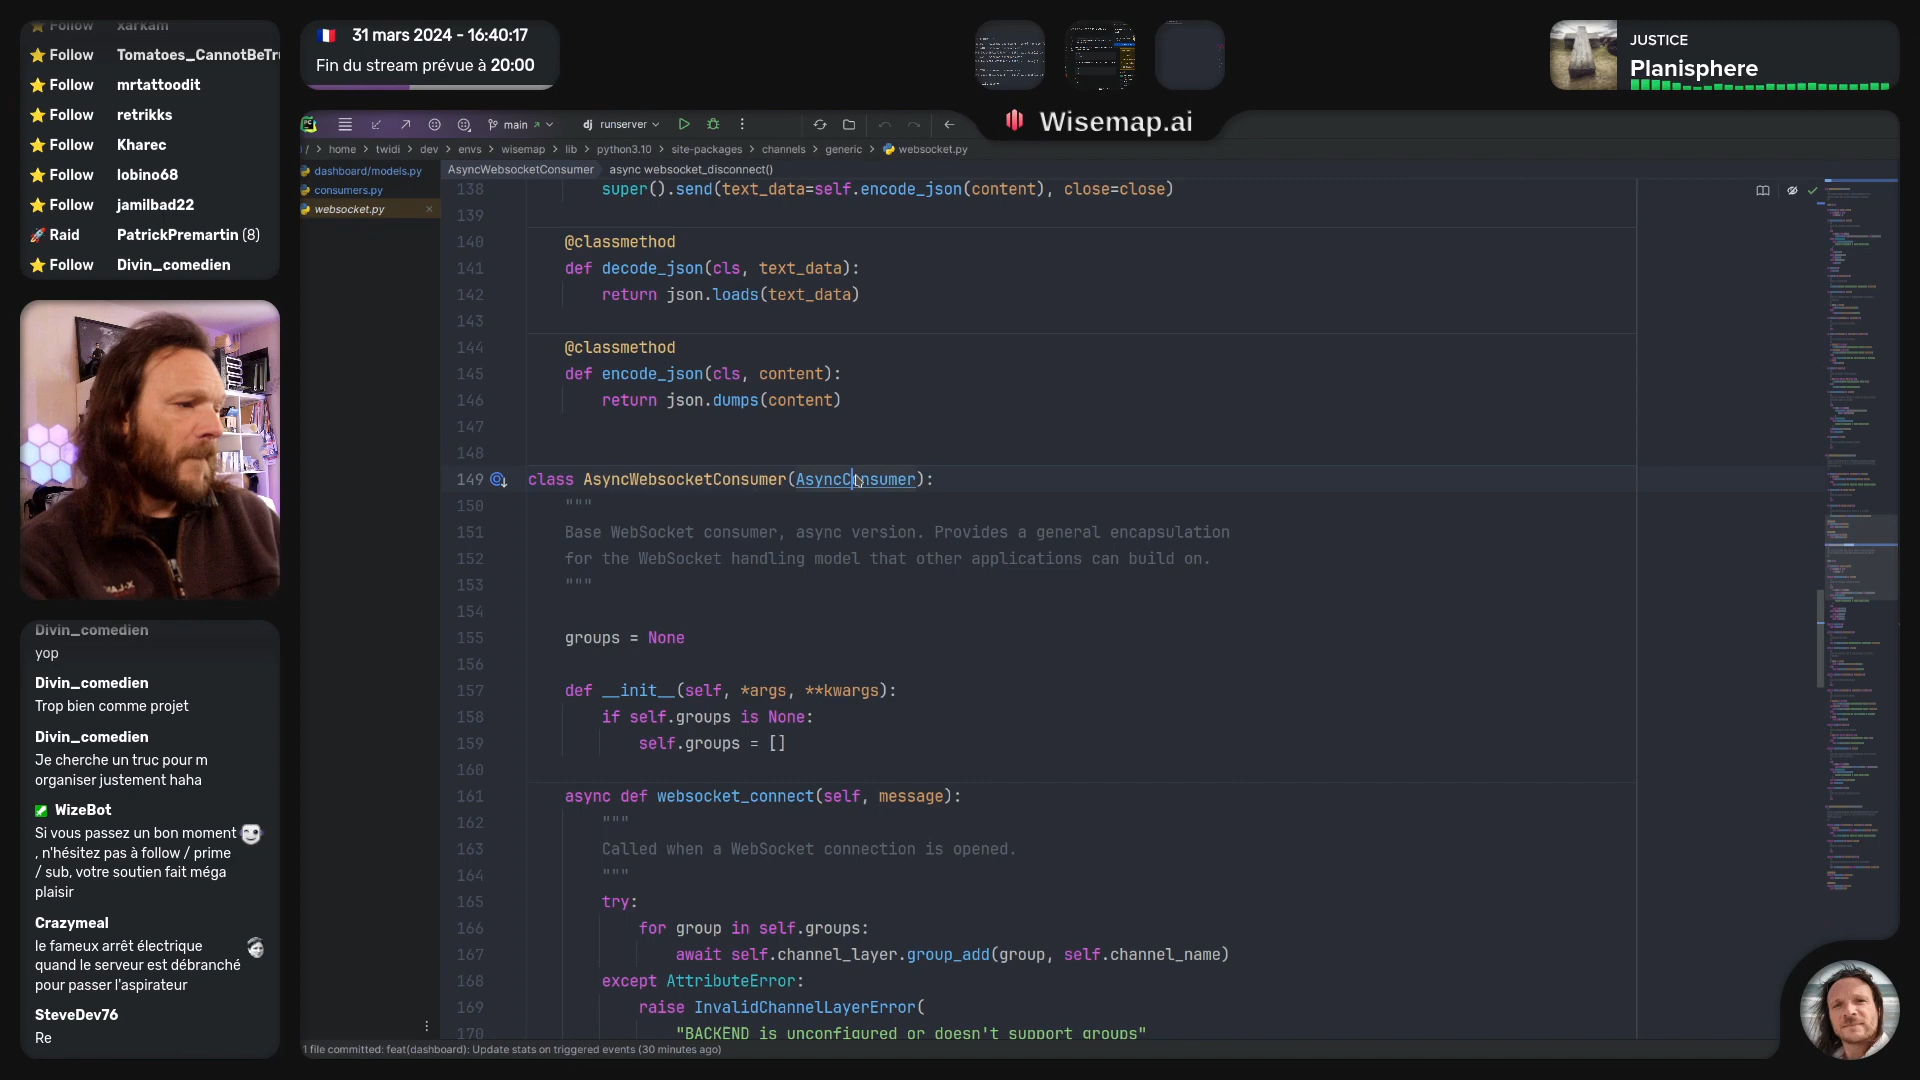 Follow xarkam
Follow Tomatoes_CannotBeTr
Follow mrtattoodit
Follow retrikks
Follow Kharec
Follow lobino68
Follow jamilbad22
Raid PatrickPremartin (8)
Follow Divin_comedien
31 mars 2024 - 16:40:17
Fin du stream prévue à 20:00
JUSTICE
Planisphere
Wisemap.ai
main
dj runserver
/ > home > twidi > dev > envs > wisemap > lib > python3.10 > site-packages > channels > generic > websocket.py
dashboard/models.py
consumers.py
websocket.py
AsyncWebsocketConsumer async websocket_disconnect()
138 super().send(text_data=self.encode_json(content), close=close)
139
140 @classmethod
141 def decode_json(cls, text_data):
142 return json.loads(text_data)
143
144 @classmethod
145 def encode_json(cls, content):
146 return json.dumps(content)
147
148
149 class AsyncWebsocketConsumer(AsyncConsumer):
150 """
151 Base WebSocket consumer, async version. Provides a general encapsulation
152 for the WebSocket handling model that other applications can build on.
153 """
154
155 groups = None
156
157 def __init__(self, *args, **kwargs):
158 if self.groups is None:
159 self.groups = []
160
161 async def websocket_connect(self, message):
162 """
163 Called when a WebSocket connection is opened.
164 """
165 try:
166 for group in self.groups:
167 await self.channel_layer.group_add(group, self.channel_name)
168 except AttributeError:
169 raise InvalidChannelLayerError(
170 "BACKEND is unconfigured or doesn't support groups"
1 file committed: feat(dashboard): Update stats on triggered events (30 minutes ago)
Divin_comedien
yop
Divin_comedien
Trop bien comme projet
Divin_comedien
Je cherche un truc pour m
organiser justement haha
WizeBot
Si vous passez un bon moment
, n'hésitez pas à follow / prime
/ sub, votre soutien fait méga
plaisir
Crazymeal
le fameux arrêt électrique
quand le serveur est débranché
pour passer l'aspirateur
SteveDev76
Re